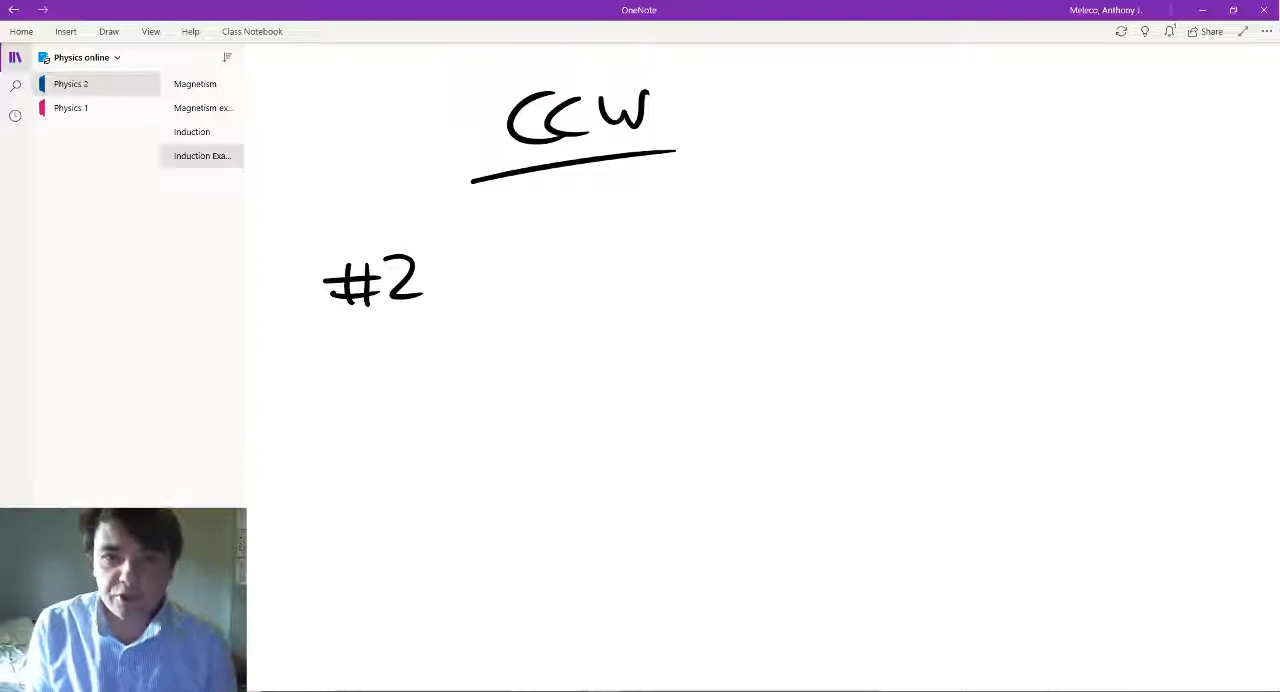 OneNote
Meleco, Anthony J.
Home Insert Draw View Help Class Notebook
1 Share
Physics online
Physics 2
Physics 1
Magnetism
Magnetism ex...
Induction
Induction Exa...
CCW
#2